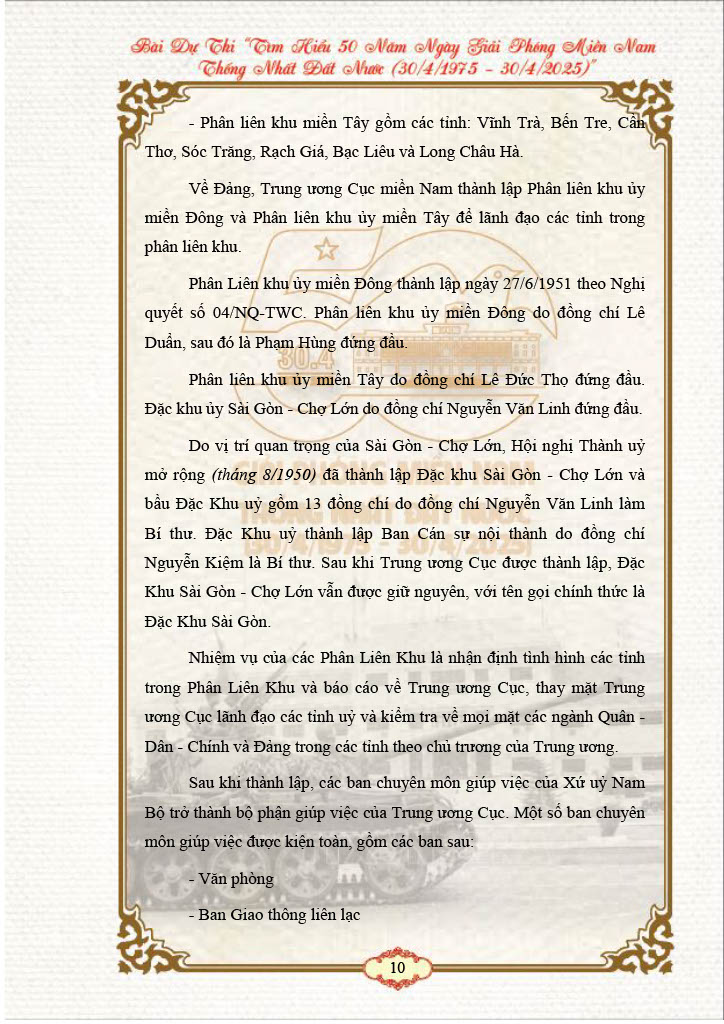 Bài Dự Thi “Tìm Hiểu 50 Năm Ngày Giải Phóng Miền Nam
Thống Nhất Đất Nước (30/4/1975 – 30/4/2025)”
- Phân liên khu miền Tây gồm các tỉnh: Vĩnh Trà, Bến Tre, Cần
Thơ, Sóc Trăng, Rạch Giá, Bạc Liêu và Long Châu Hà.
Về Đảng, Trung ương Cục miền Nam thành lập Phân liên khu ủy
miền Đông và Phân liên khu ủy miền Tây để lãnh đạo các tỉnh trong
phân liên khu.
Phân Liên khu ủy miền Đông thành lập ngày 27/6/1951 theo Nghị
quyết số 04/NQ-TWC. Phân liên khu ủy miền Đông do đồng chí Lê
Duẩn, sau đó là Phạm Hùng đứng đầu.
Phân liên khu ủy miền Tây do đồng chí Lê Đức Thọ đứng đầu.
Đặc khu ủy Sài Gòn - Chợ Lớn do đồng chí Nguyễn Văn Linh đứng đầu.
Do vị trí quan trọng của Sài Gòn - Chợ Lớn, Hội nghị Thành uỷ
mở rộng (tháng 8/1950) đã thành lập Đặc khu Sài Gòn - Chợ Lớn và
bầu Đặc Khu uỷ gồm 13 đồng chí do đồng chí Nguyễn Văn Linh làm
Bí thư. Đặc Khu uỷ thành lập Ban Cán sự nội thành do đồng chí
Nguyễn Kiệm là Bí thư. Sau khi Trung ương Cục được thành lập, Đặc
Khu Sài Gòn - Chợ Lớn vẫn được giữ nguyên, với tên gọi chính thức là
Đặc Khu Sài Gòn.
Nhiệm vụ của các Phân Liên Khu là nhận định tình hình các tỉnh
trong Phân Liên Khu và báo cáo về Trung ương Cục, thay mặt Trung
ương Cục lãnh đạo các tỉnh uỷ và kiểm tra về mọi mặt các ngành Quân -
Dân - Chính và Đảng trong các tỉnh theo chủ trương của Trung ương.
Sau khi thành lập, các ban chuyên môn giúp việc của Xứ uỷ Nam
Bộ trở thành bộ phận giúp việc của Trung ương Cục. Một số ban chuyên
môn giúp việc được kiện toàn, gồm các ban sau:
- Văn phòng
- Ban Giao thông liên lạc
50
30.4
GIẢI PHÓNG MIỀN NAM
THỐNG NHẤT ĐẤT NƯỚC
(30/4/1975 - 30/4/2025)
10